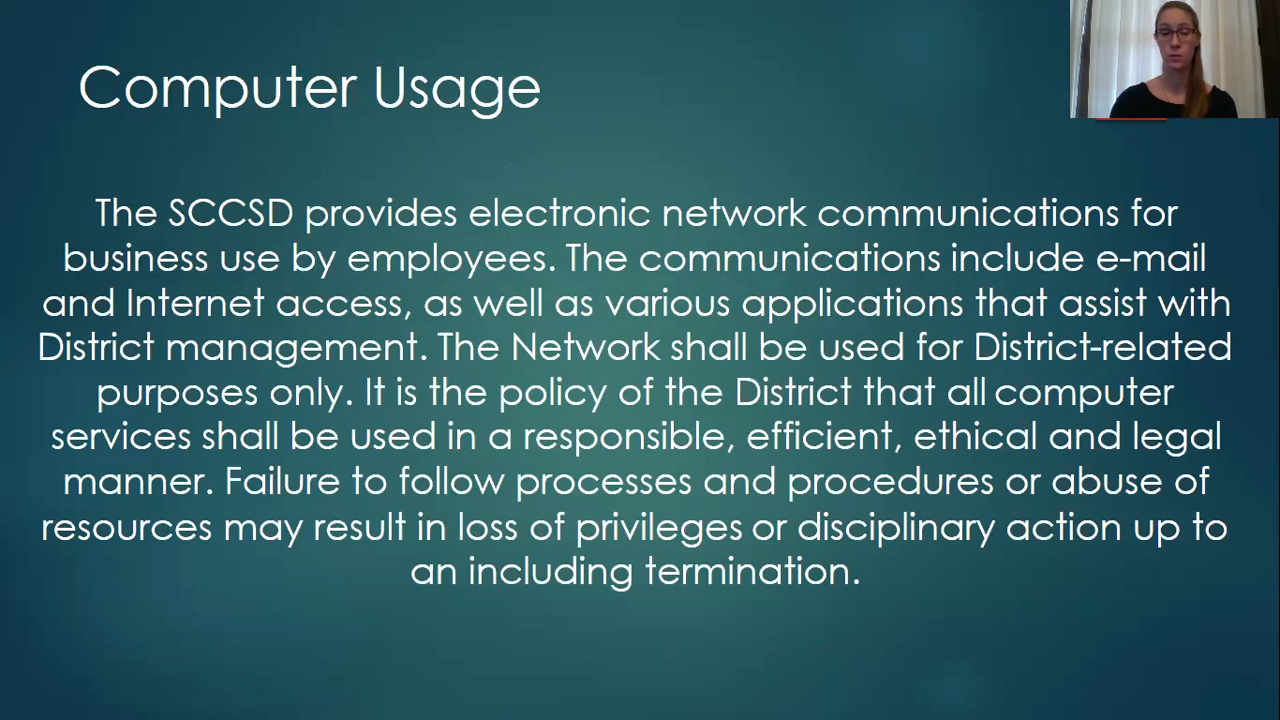 Computer Usage
The SCCSD provides electronic network communications for
business use by employees. The communications include e-mail
and Internet access, as well as various applications that assist with
District management. The Network shall be used for District-related
purposes only. It is the policy of the District that all computer
services shall be used in a responsible, efficient, ethical and legal
manner. Failure to follow processes and procedures or abuse of
resources may result in loss of privileges or disciplinary action up to
an including termination.